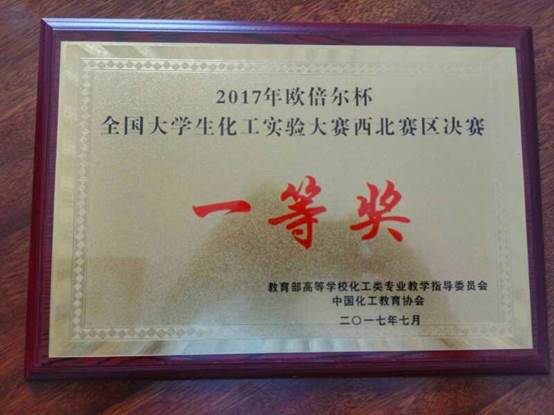 2017年欧倍尔杯
全国大学生化工实验大赛西北赛区决赛
一等奖
教育部高等学校化工类专业教学指导委员会
中国化工教育协会
二〇一七年七月